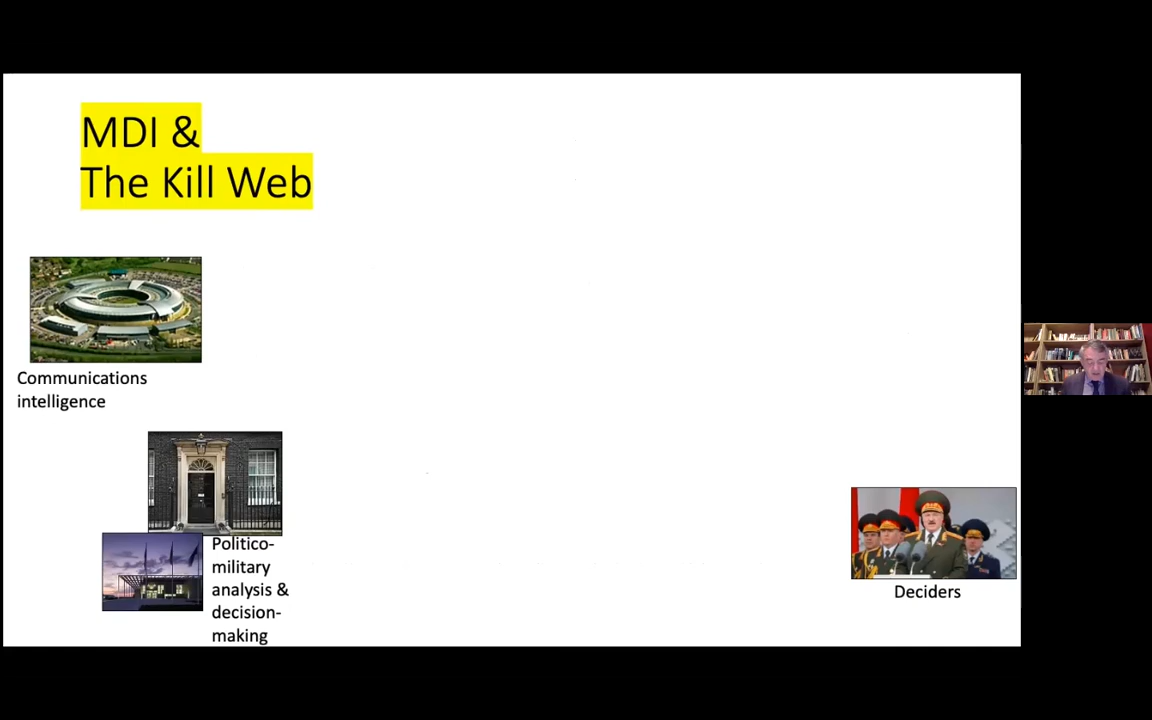 MDI &
The Kill Web
Communications
intelligence
Politico-
military
analysis &
decision-
making
Deciders